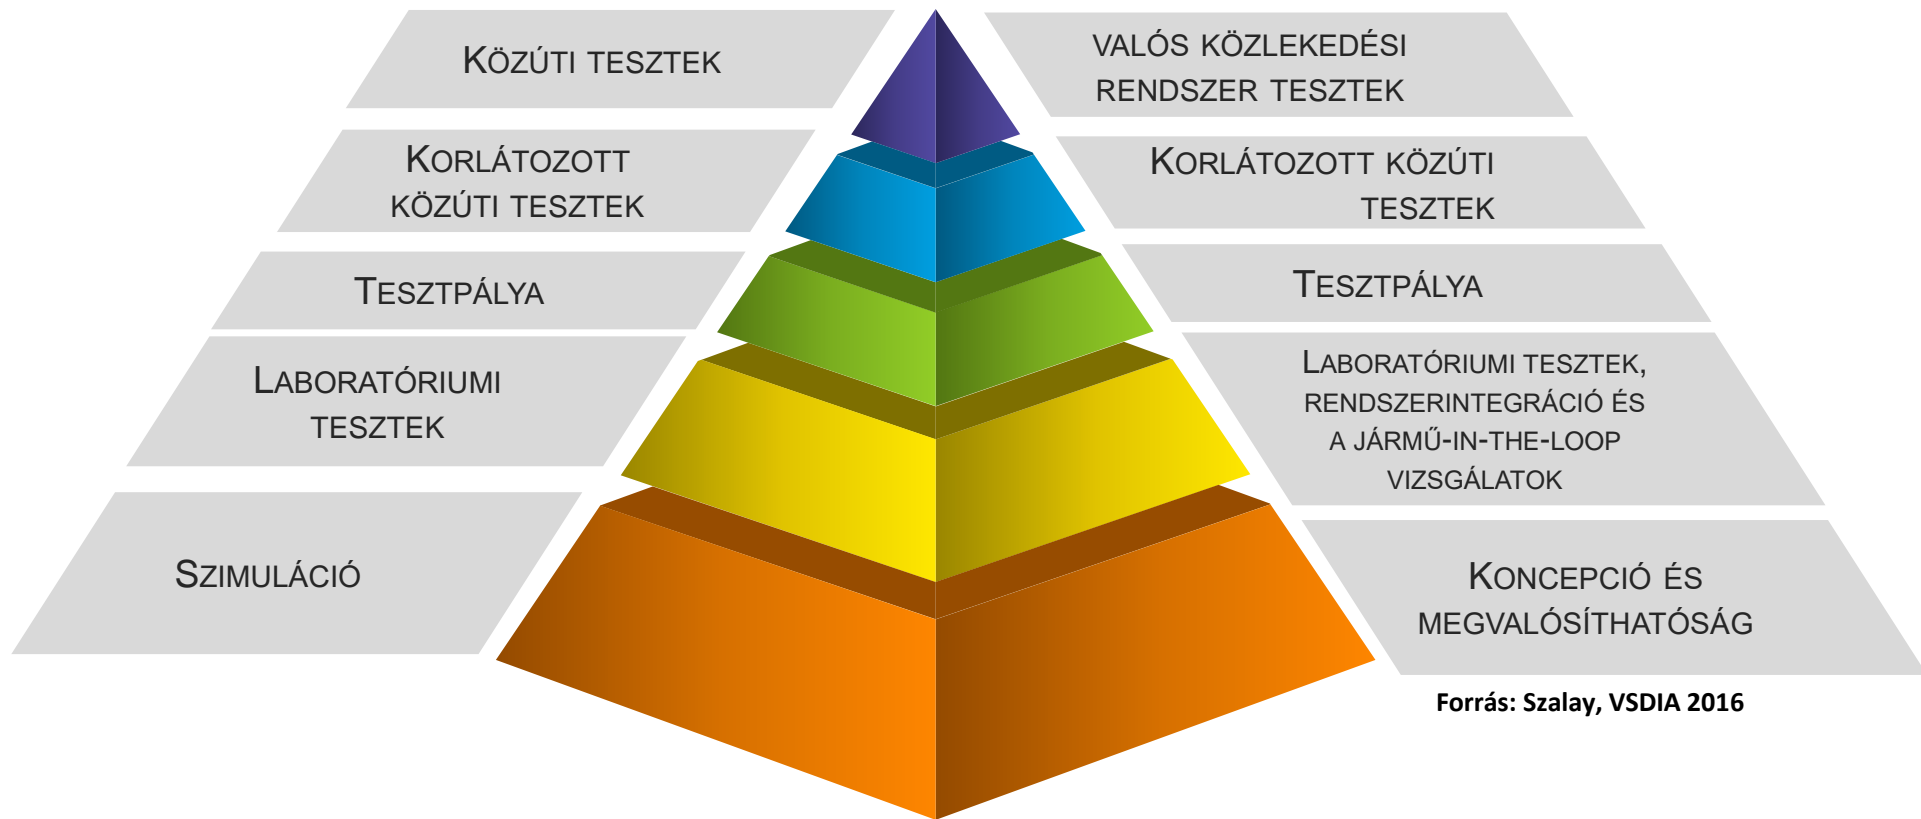 KÖZÚTI TESZTEK
VALÓS KÖZLEKEDÉSI
RENDSZER TESZTEK
KORLÁTOZOTT
KÖZÚTI TESZTEK
KORLÁTOZOTT KÖZÚTI
TESZTEK
TESZTPÁLYA
TESZTPÁLYA
LABORATÓRIUMI
TESZTEK
LABORATÓRIUMI TESZTEK,
RENDSZERINTEGRÁCIÓ ÉS
A JÁRMŰ-IN-THE-LOOP
VIZSGÁLATOK
SZIMULÁCIÓ
KONCEPCIÓ ÉS
MEGVALÓSÍTHATÓSÁG
Forrás: Szalay, VSDIA 2016